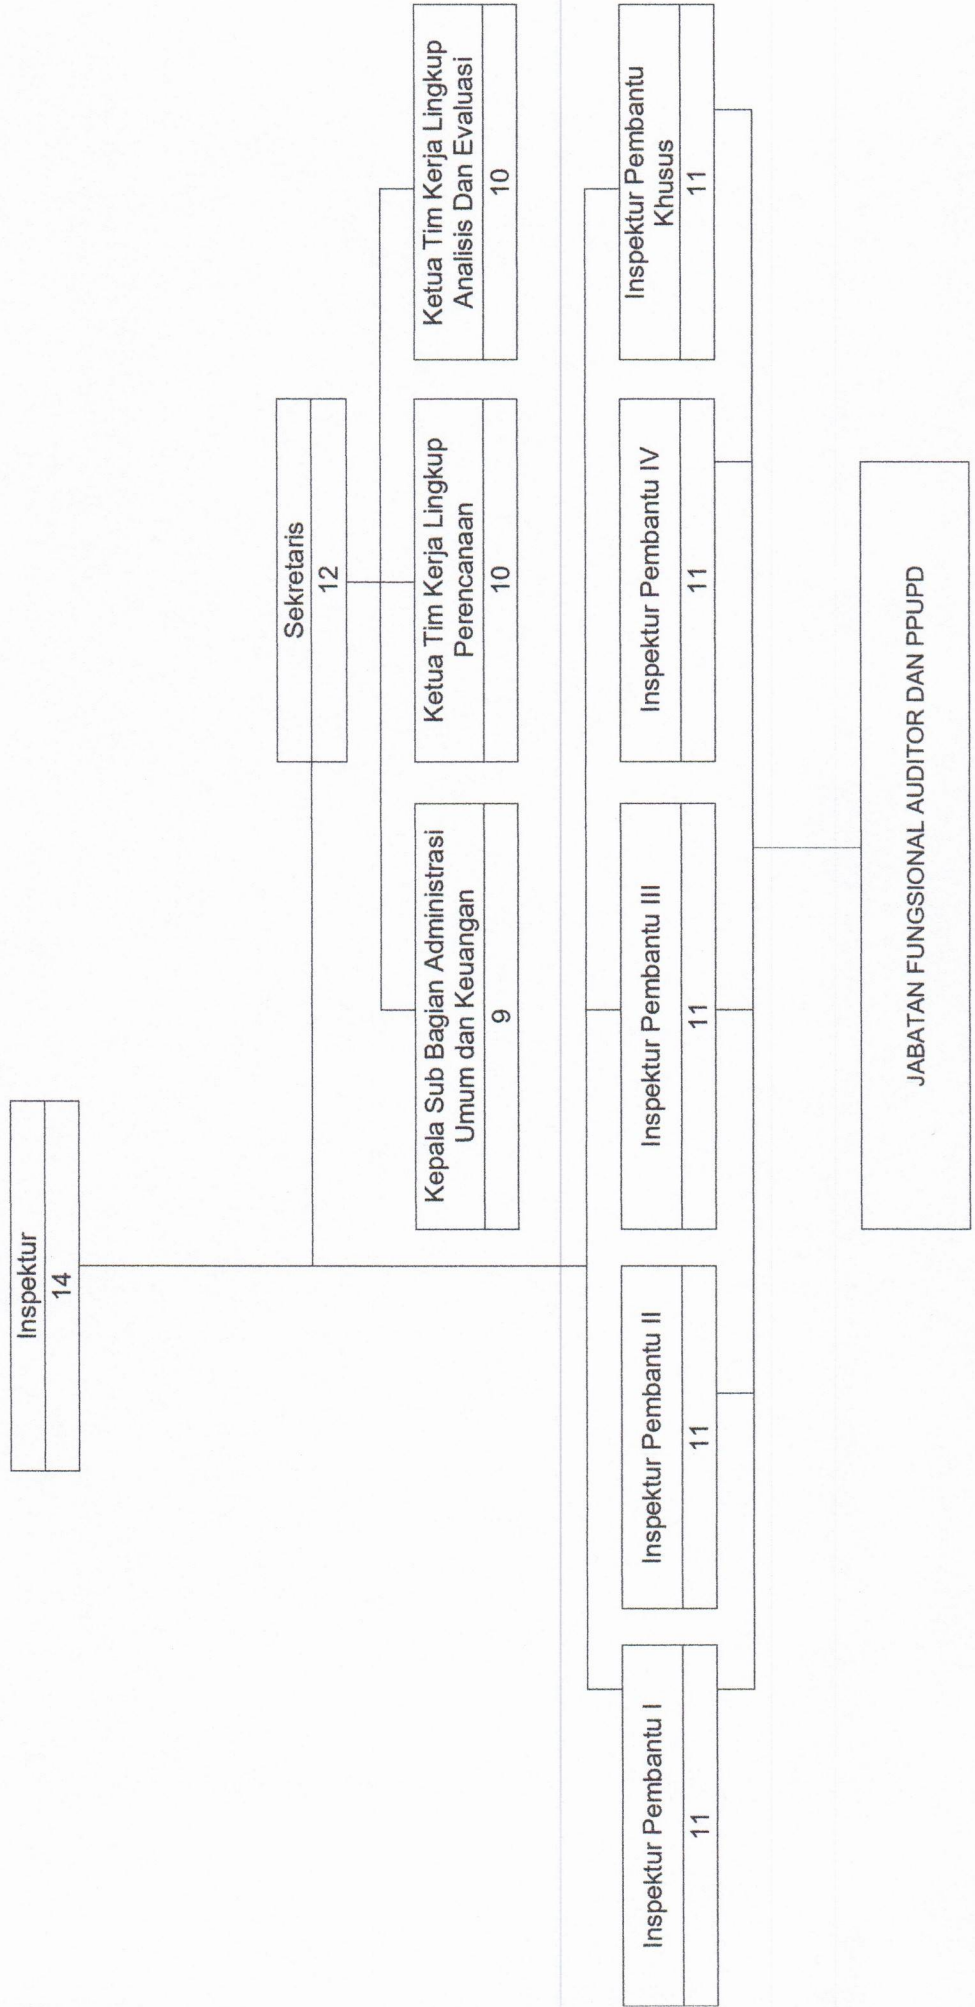 Inspektur
14
Sekretaris
12
Kepala Sub Bagian Administrasi
Umum dan Keuangan
9
Ketua Tim Kerja Lingkup
Perencanaan
10
Ketua Tim Kerja Lingkup
Analisis Dan Evaluasi
10
Inspektur Pembantu I
11
Inspektur Pembantu II
11
Inspektur Pembantu III
11
Inspektur Pembantu IV
11
Inspektur Pembantu
Khusus
11
JABATAN FUNGSIONAL AUDITOR DAN PPUPD